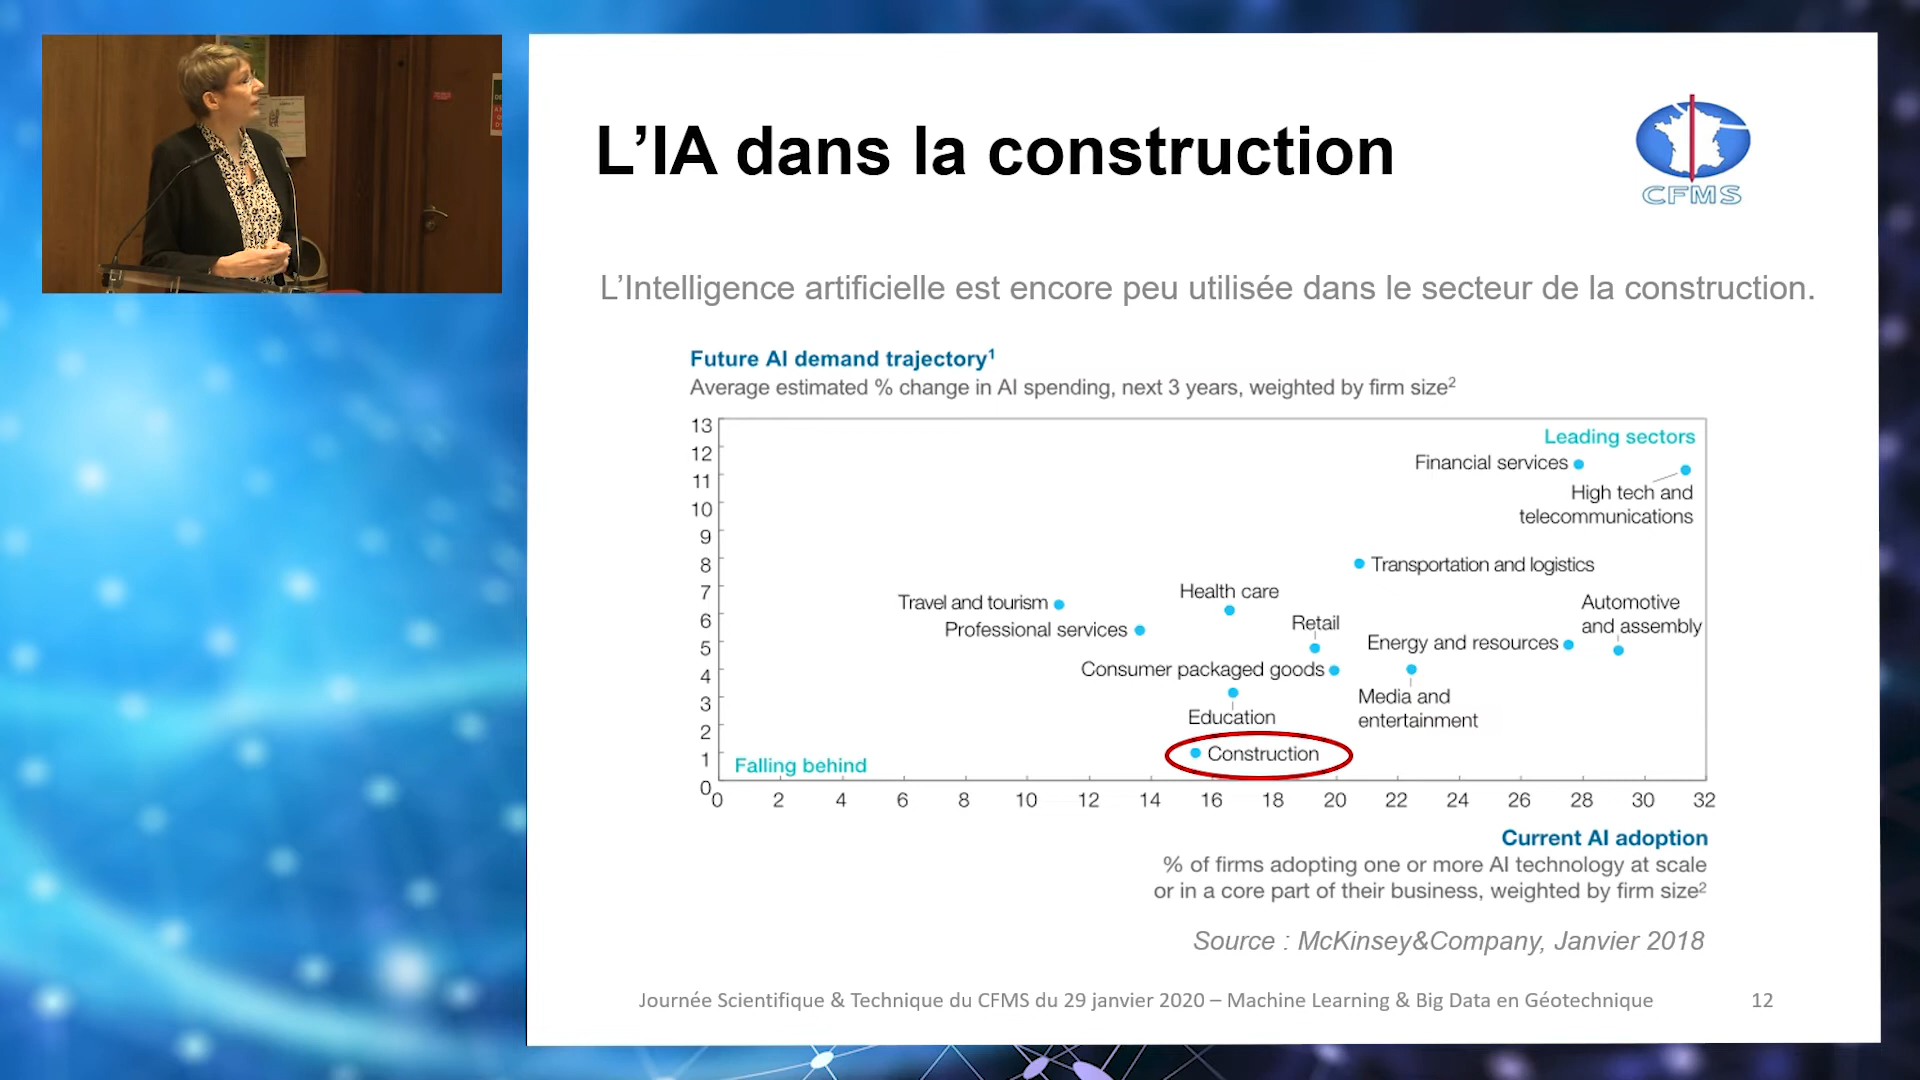 L’IA dans la construction
CFMS
L’Intelligence artificielle est encore peu utilisée dans le secteur de la construction.
Future AI demand trajectory¹
Average estimated % change in AI spending, next 3 years, weighted by firm size²
13
12
11
10
9
8
7
6
5
4
3
2
1
0
Leading sectors
Financial services
High tech and
telecommunications
Transportation and logistics
Health care
Travel and tourism
Automotive
and assembly
Professional services
Retail
Energy and resources
Consumer packaged goods
Media and
entertainment
Education
Construction
Falling behind
0 2 4 6 8 10 12 14 16 18 20 22 24 26 28 30 32
Current AI adoption
% of firms adopting one or more AI technology at scale
or in a core part of their business, weighted by firm size²
Source : McKinsey&Company, Janvier 2018
Journée Scientifique & Technique du CFMS du 29 janvier 2020 – Machine Learning & Big Data en Géotechnique
12